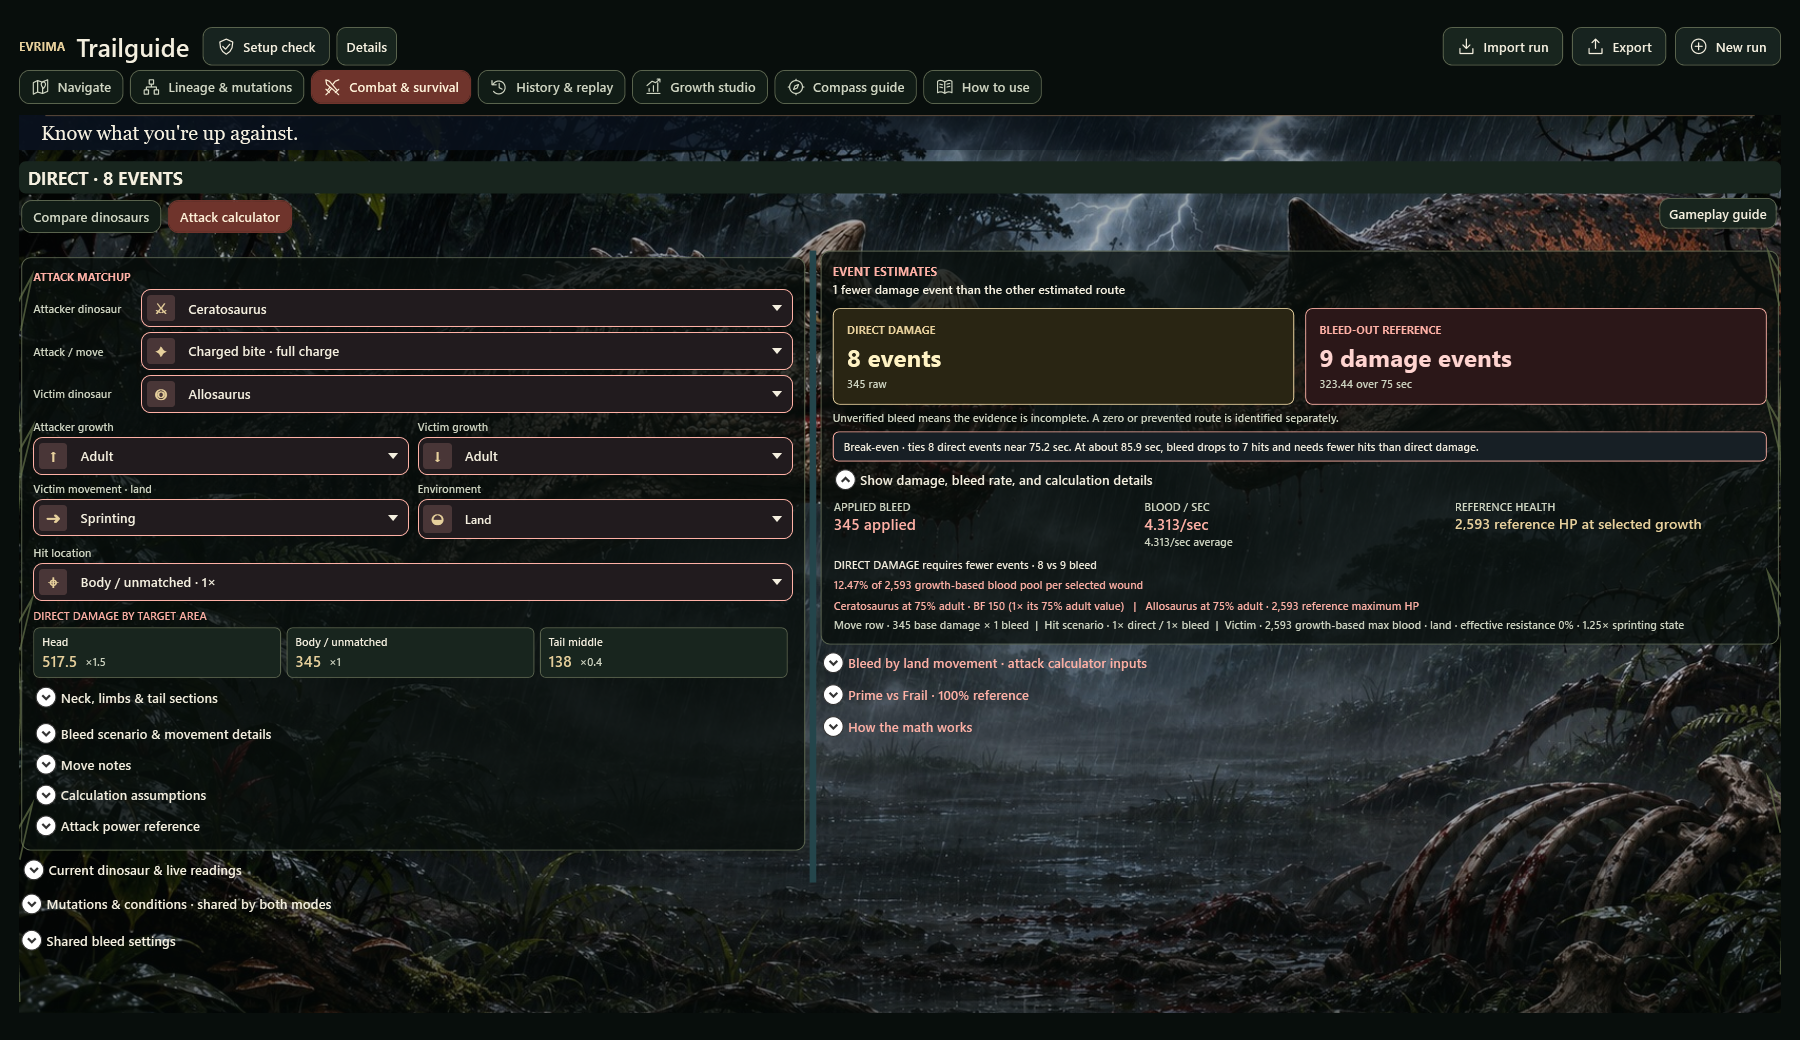 EVRIMA Trailguide Setup check Details Import run Export New run
Navigate Lineage & mutations Combat & survival History & replay Growth studio Compass guide How to use
Know what you're up against.
DIRECT · 8 EVENTS
Compare dinosaurs Attack calculator Gameplay guide
ATTACK MATCHUP
Attacker dinosaur Ceratosaurus
Attack / move Charged bite · full charge
Victim dinosaur Allosaurus
Attacker growth Victim growth
Adult Adult
Victim movement · land Environment
Sprinting Land
Hit location
Body / unmatched · 1×
DIRECT DAMAGE BY TARGET AREA
Head Body / unmatched Tail middle
517.5 ×1.5 345 ×1 138 ×0.4
Neck, limbs & tail sections
Bleed scenario & movement details
Move notes
Calculation assumptions
Attack power reference
Current dinosaur & live readings
Mutations & conditions · shared by both modes
Shared bleed settings
EVENT ESTIMATES
1 fewer damage event than the other estimated route
DIRECT DAMAGE BLEED-OUT REFERENCE
8 events 9 damage events
345 raw 323.44 over 75 sec
Unverified bleed means the evidence is incomplete. A zero or prevented route is identified separately.
Break-even · ties 8 direct events near 75.2 sec. At about 85.9 sec, bleed drops to 7 hits and needs fewer hits than direct damage.
Show damage, bleed rate, and calculation details
APPLIED BLEED BLOOD / SEC REFERENCE HEALTH
345 applied 4.313/sec 2,593 reference HP at selected growth
4.313/sec average
DIRECT DAMAGE requires fewer events · 8 vs 9 bleed
12.47% of 2,593 growth-based blood pool per selected wound
Ceratosaurus at 75% adult · BF 150 (1× its 75% adult value) | Allosaurus at 75% adult · 2,593 reference maximum HP
Move row · 345 base damage × 1 bleed | Hit scenario · 1× direct / 1× bleed | Victim · 2,593 growth-based max blood · land · effective resistance 0% · 1.25× sprinting state
Bleed by land movement · attack calculator inputs
Prime vs Frail · 100% reference
How the math works